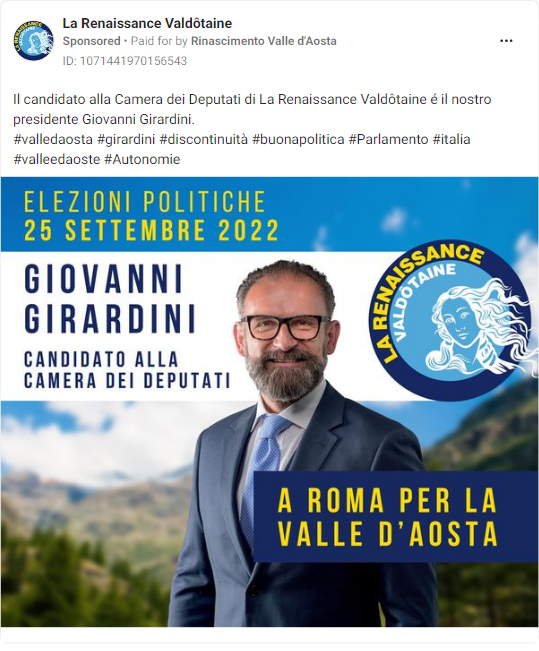 La Renaissance Valdôtaine
Sponsored • Paid for by Rinascimento Valle d'Aosta
ID: 1071441970156543
Il candidato alla Camera dei Deputati di La Renaissance Valdôtaine é il nostro
presidente Giovanni Girardini.
#valledaosta #girardini #discontinuità #buonapolitica #Parlamento #italia
#valleedaoste #Autonomie
ELEZIONI POLITICHE
25 SETTEMBRE 2022
GIOVANNI
GIRARDINI
CANDIDATO ALLA
CAMERA DEI DEPUTATI
LA RENAISSANCE
VALDÔTAINE
A ROMA PER LA
VALLE D'AOSTA